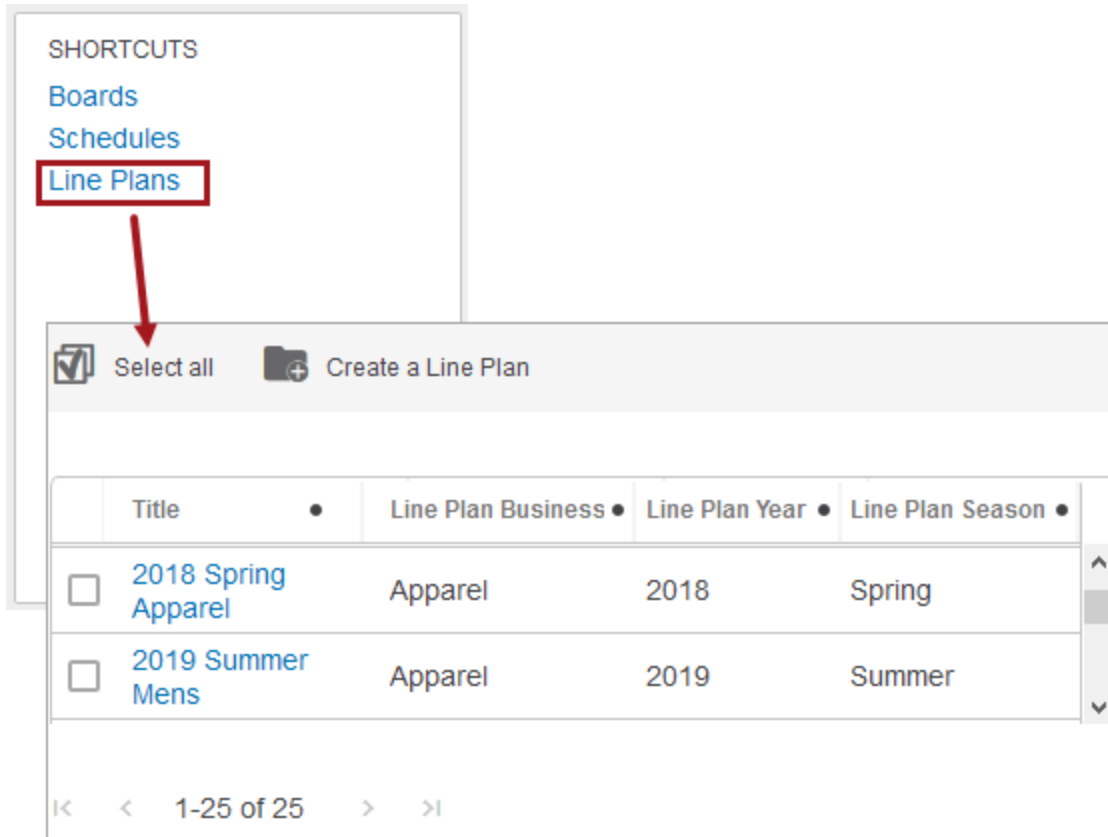 SHORTCUTS
Boards
Schedules
Line Plans
Select all Create a Line Plan
Title Line Plan Business Line Plan Year Line Plan Season
2018 Spring
Apparel Apparel 2018 Spring
2019 Summer
Mens Apparel 2019 Summer
1-25 of 25